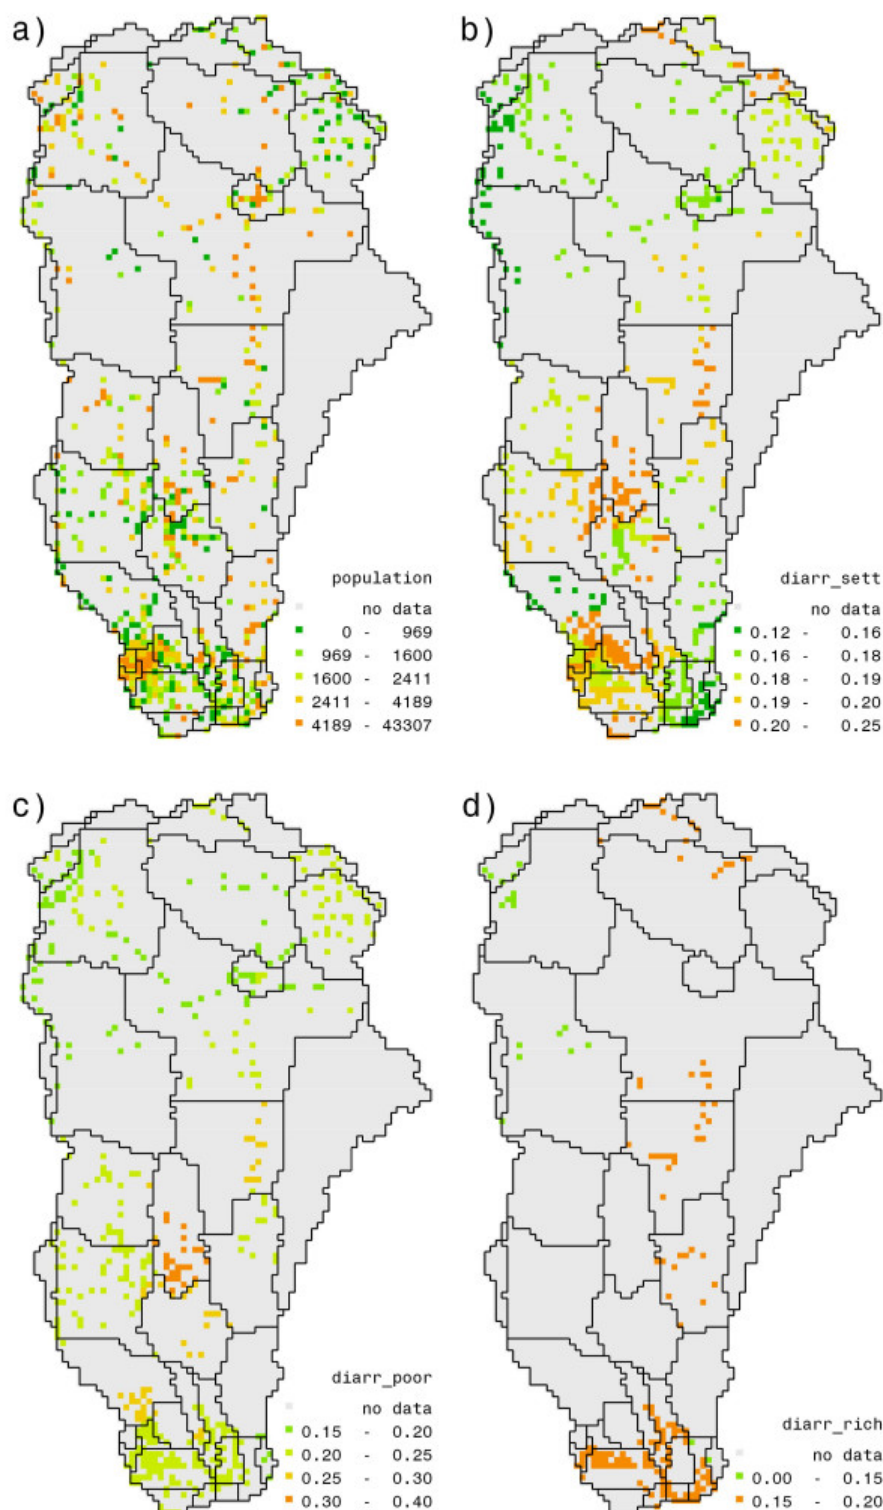 a)
population
no data
0 - 969
969 - 1600
1600 - 2411
2411 - 4189
4189 - 43307
b)
diarr_sett
no data
0.12 - 0.16
0.16 - 0.18
0.18 - 0.19
0.19 - 0.20
0.20 - 0.25
c)
diarr_poor
no data
0.15 - 0.20
0.20 - 0.25
0.25 - 0.30
0.30 - 0.40
d)
diarr_rich
no data
0.00 - 0.15
0.15 - 0.20